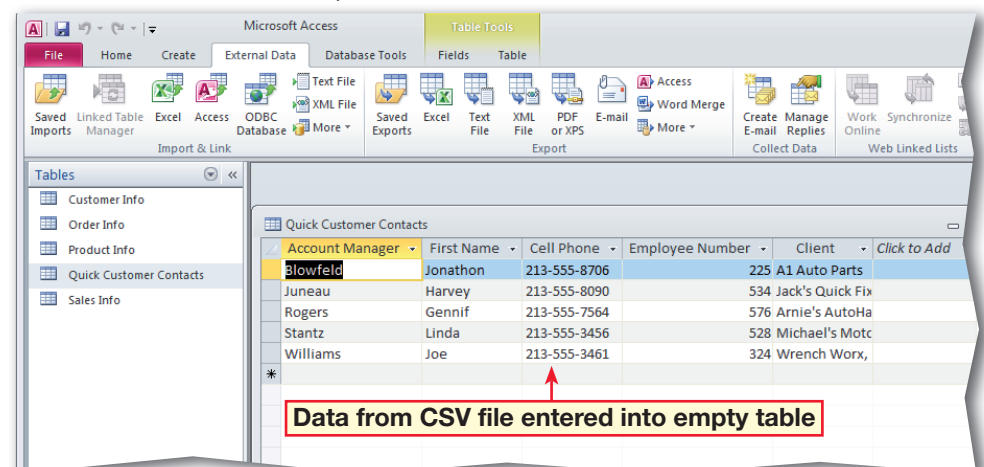 Microsoft Access Table Tools
File Home Create External Data Database Tools Fields Table
Saved Imports Linked Table Manager Excel Access ODBC Database Text File XML File More Saved Exports Excel Text File XML File PDF or XPS E-mail Access Word Merge More Create E-mail Manage Replies Work Online Synchronize
Import & Link Export Collect Data Web Linked Lists
Tables
Customer Info
Order Info
Product Info
Quick Customer Contacts
Sales Info
Quick Customer Contacts
Account Manager First Name Cell Phone Employee Number Client Click to Add
Blowfeld Jonathon 213-555-8706 225 A1 Auto Parts
Juneau Harvey 213-555-8090 534 Jack's Quick Fix
Rogers Gennif 213-555-7564 576 Arnie's AutoHa
Stantz Linda 213-555-3456 528 Michael's Motc
Williams Joe 213-555-3461 324 Wrench Worx,
Data from CSV file entered into empty table